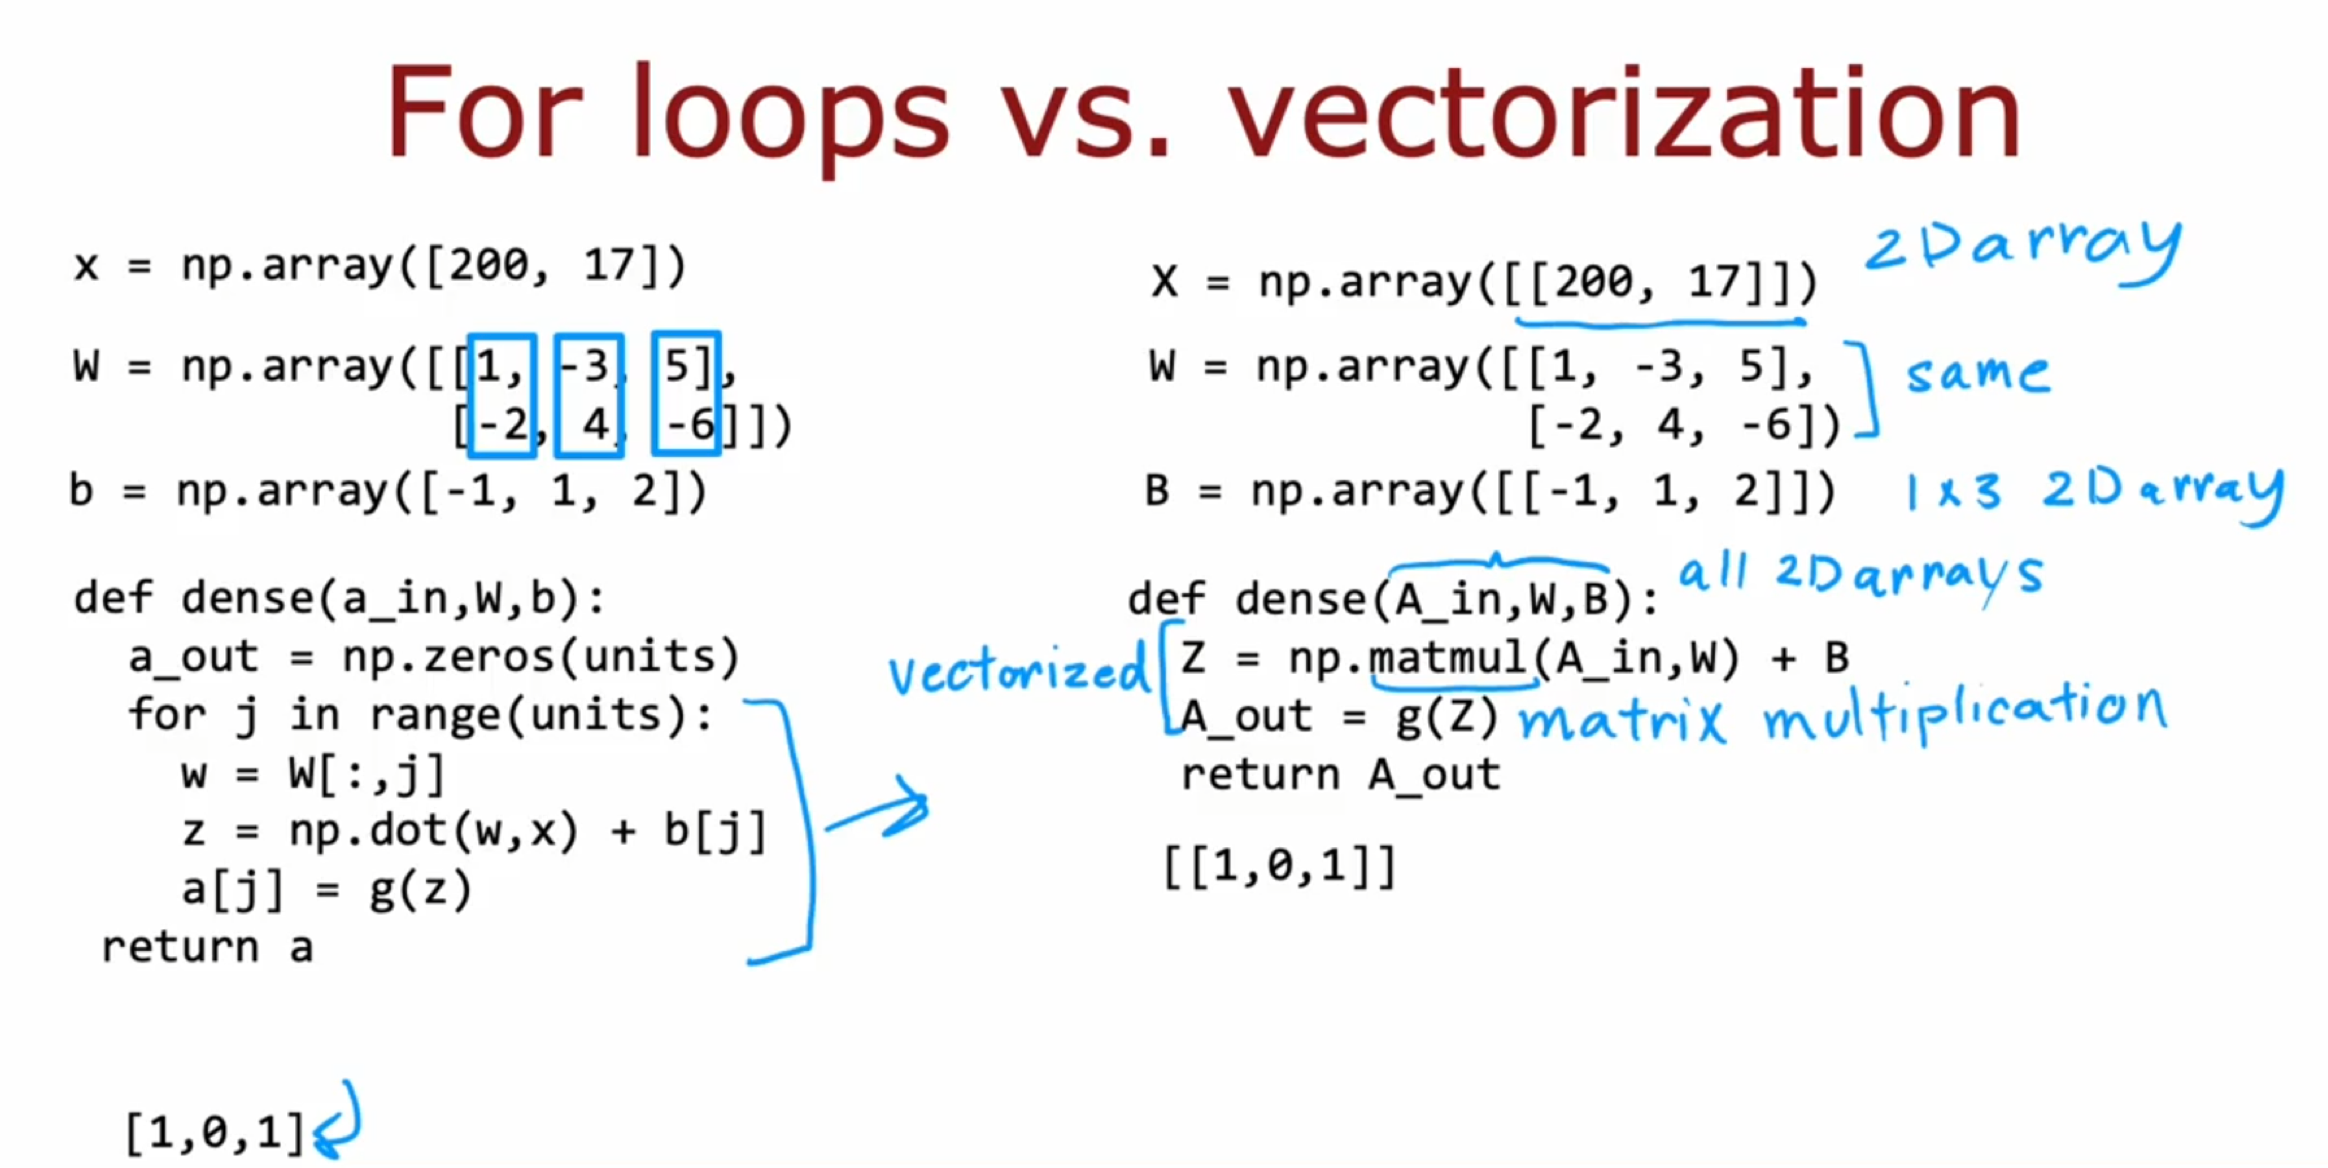 For loops vs. vectorization
x = np.array([200, 17])
W = np.array([[1, -3, 5],
[-2, 4, -6]])
b = np.array([-1, 1, 2])
def dense(a_in,W,b):
a_out = np.zeros(units)
for j in range(units):
w = W[:,j]
z = np.dot(w,x) + b[j]
a[j] = g(z)
return a
[1,0,1]
X = np.array([[200, 17]]) 2D array
W = np.array([[1, -3, 5],
[-2, 4, -6]]) same
B = np.array([[-1, 1, 2]]) 1x3 2D array
def dense(A_in,W,B): all 2D arrays
vectorized Z = np.matmul(A_in,W) + B
A_out = g(Z) matrix multiplication
return A_out
[[1,0,1]]